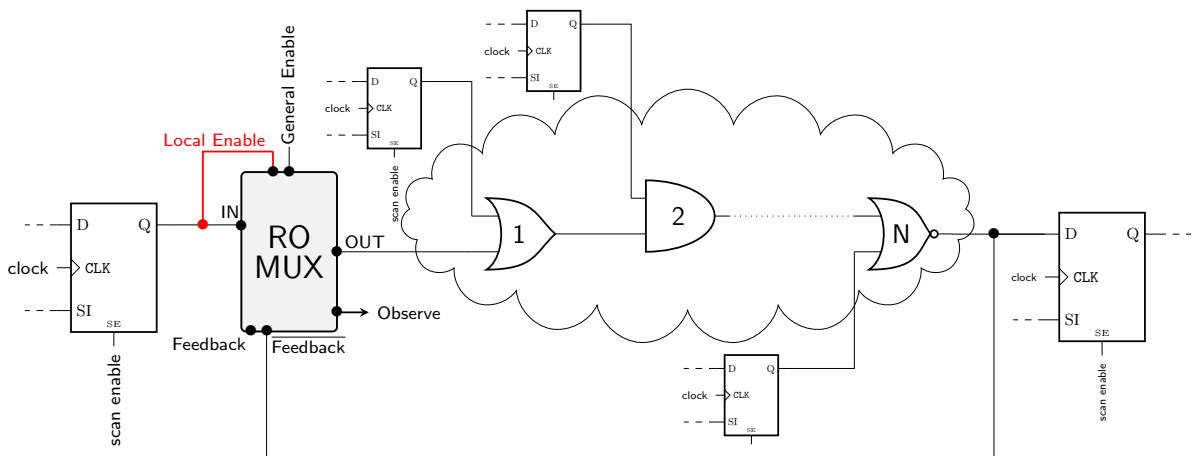 D
Q
clock
CLK
SI
SE
scan enable
Local Enable
General Enable
IN
RO
MUX
OUT
Observe
Feedback
Feedback
D
Q
clock
CLK
SI
SE
scan enable
D
Q
clock
CLK
SI
SE
1
2
N
D
Q
clock
CLK
SI
SE
D
Q
clock
CLK
SI
SE
scan enable